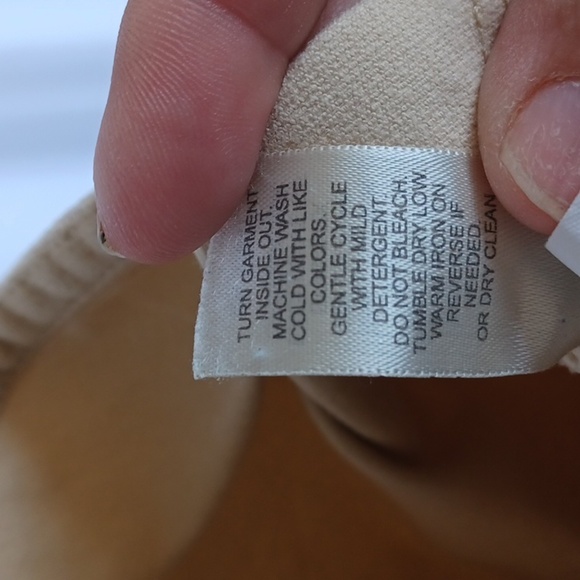 TURN GARMENT
INSIDE OUT.
MACHINE WASH
COLD WITH LIKE
COLORS.
GENTLE CYCLE
WITH MILD
DETERGENT.
DO NOT BLEACH.
TUMBLE DRY LOW
WARM IRON ON
REVERSE IF
NEEDED.
OR DRY CLEAN